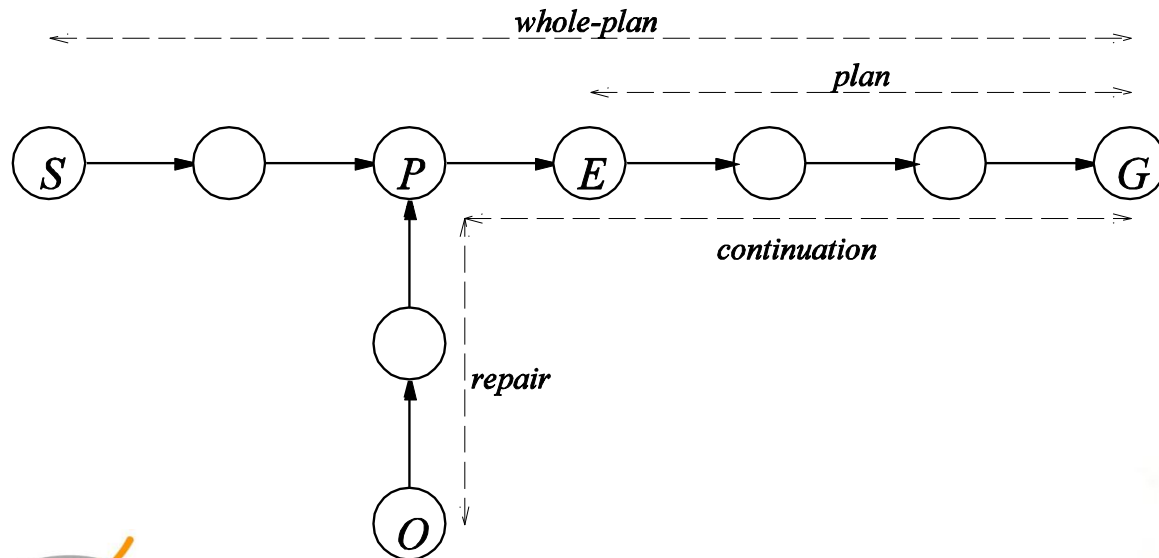 whole-plan
plan
S P E G
continuation
repair
O